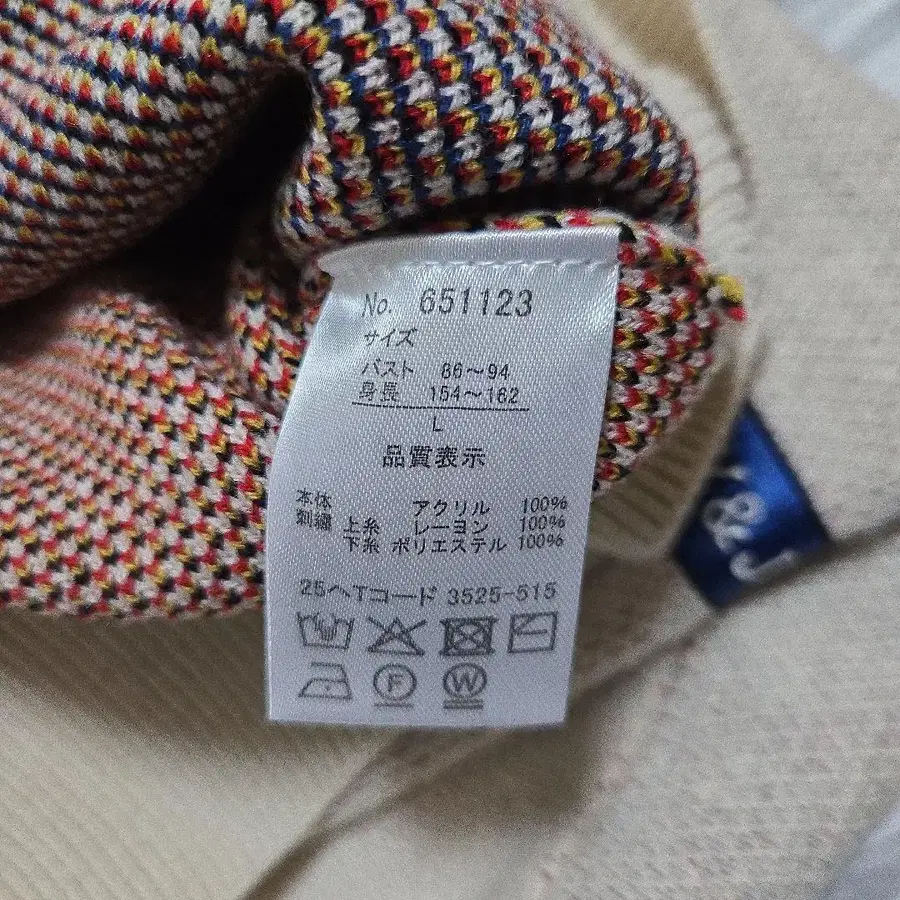 No. 651123
サイズ
バスト 86～94
身長 154～162
L
品質表示
本体 アクリル 100%
刺繍 上糸 レーヨン 100%
下糸 ポリエステル 100%
25ヘTコード 3525-515
F W
& J